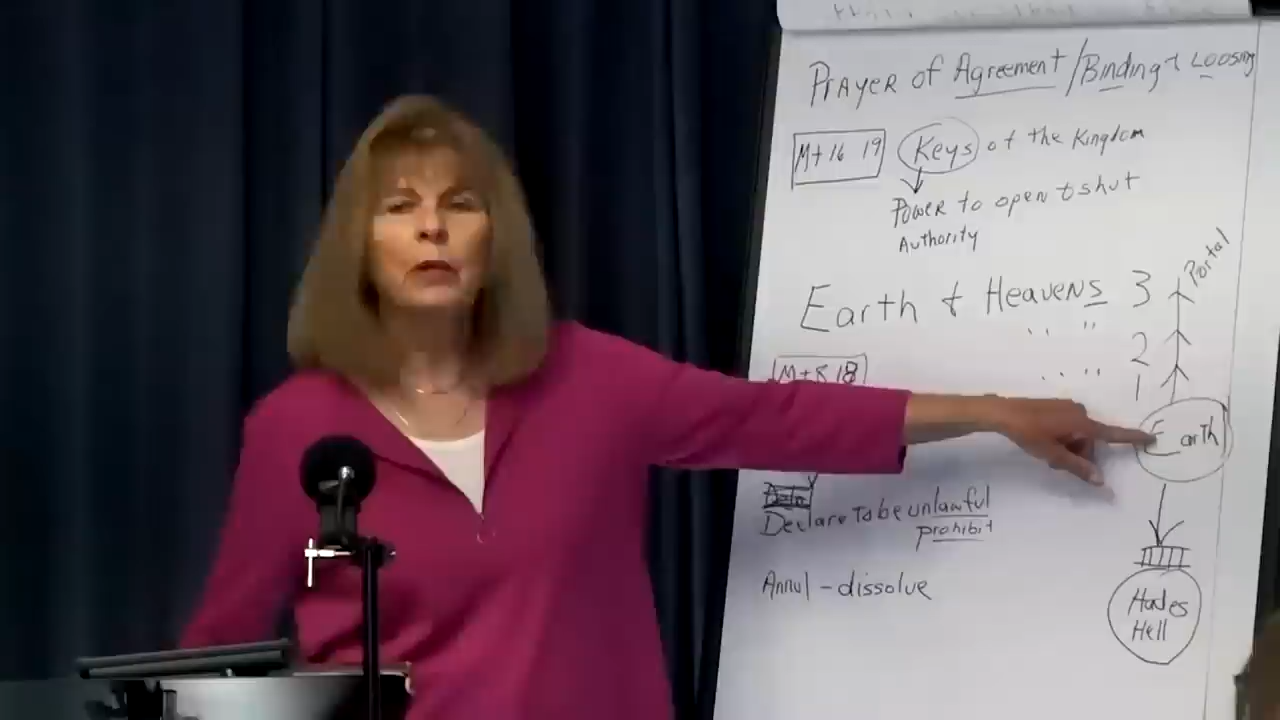 Prayer of Agreement / Binding & Loosing
Mt 16 19 Keys of the Kingdom
Power to open & shut
Authority
Portal
Earth & Heavens 3
2
1
18
Earth
Declare to be unlawful
prohibit
Annul - dissolve
Hades
Hell